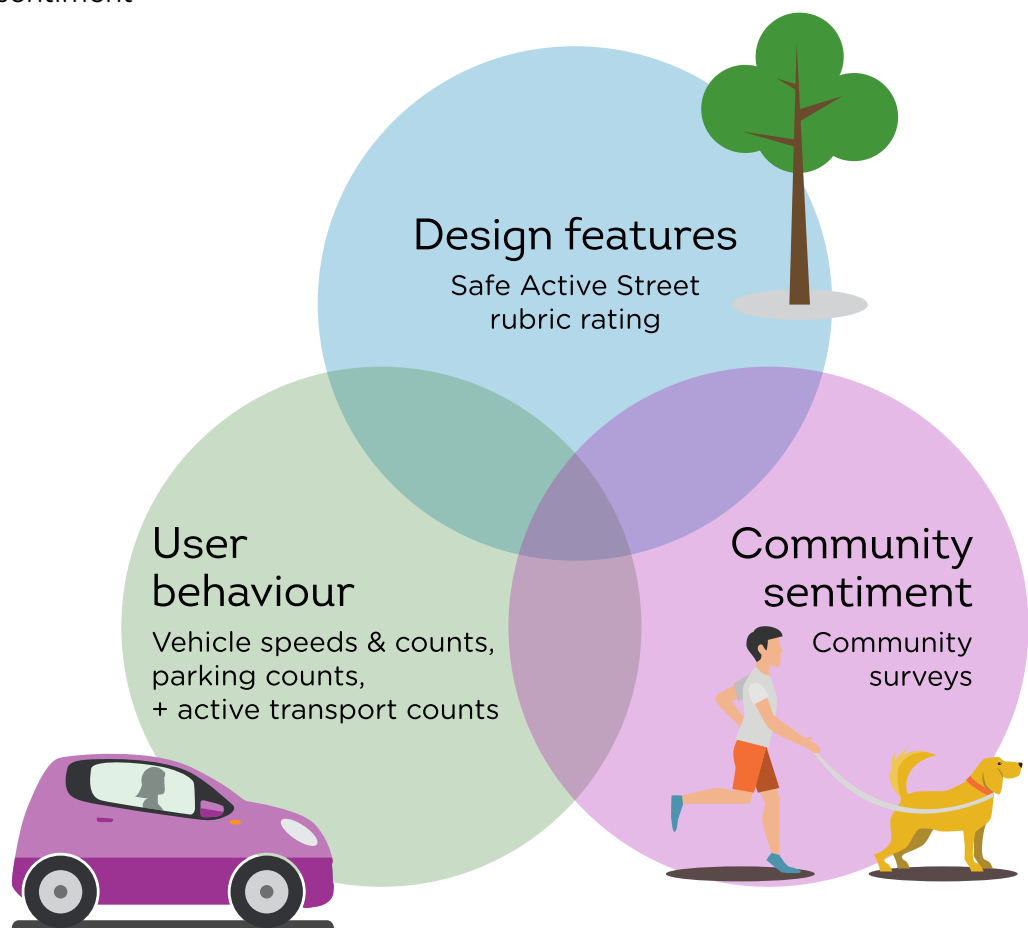 sentiment
Design features
Safe Active Street
rubric rating
User
behaviour
Vehicle speeds & counts,
parking counts,
+ active transport counts
Community
sentiment
Community
surveys